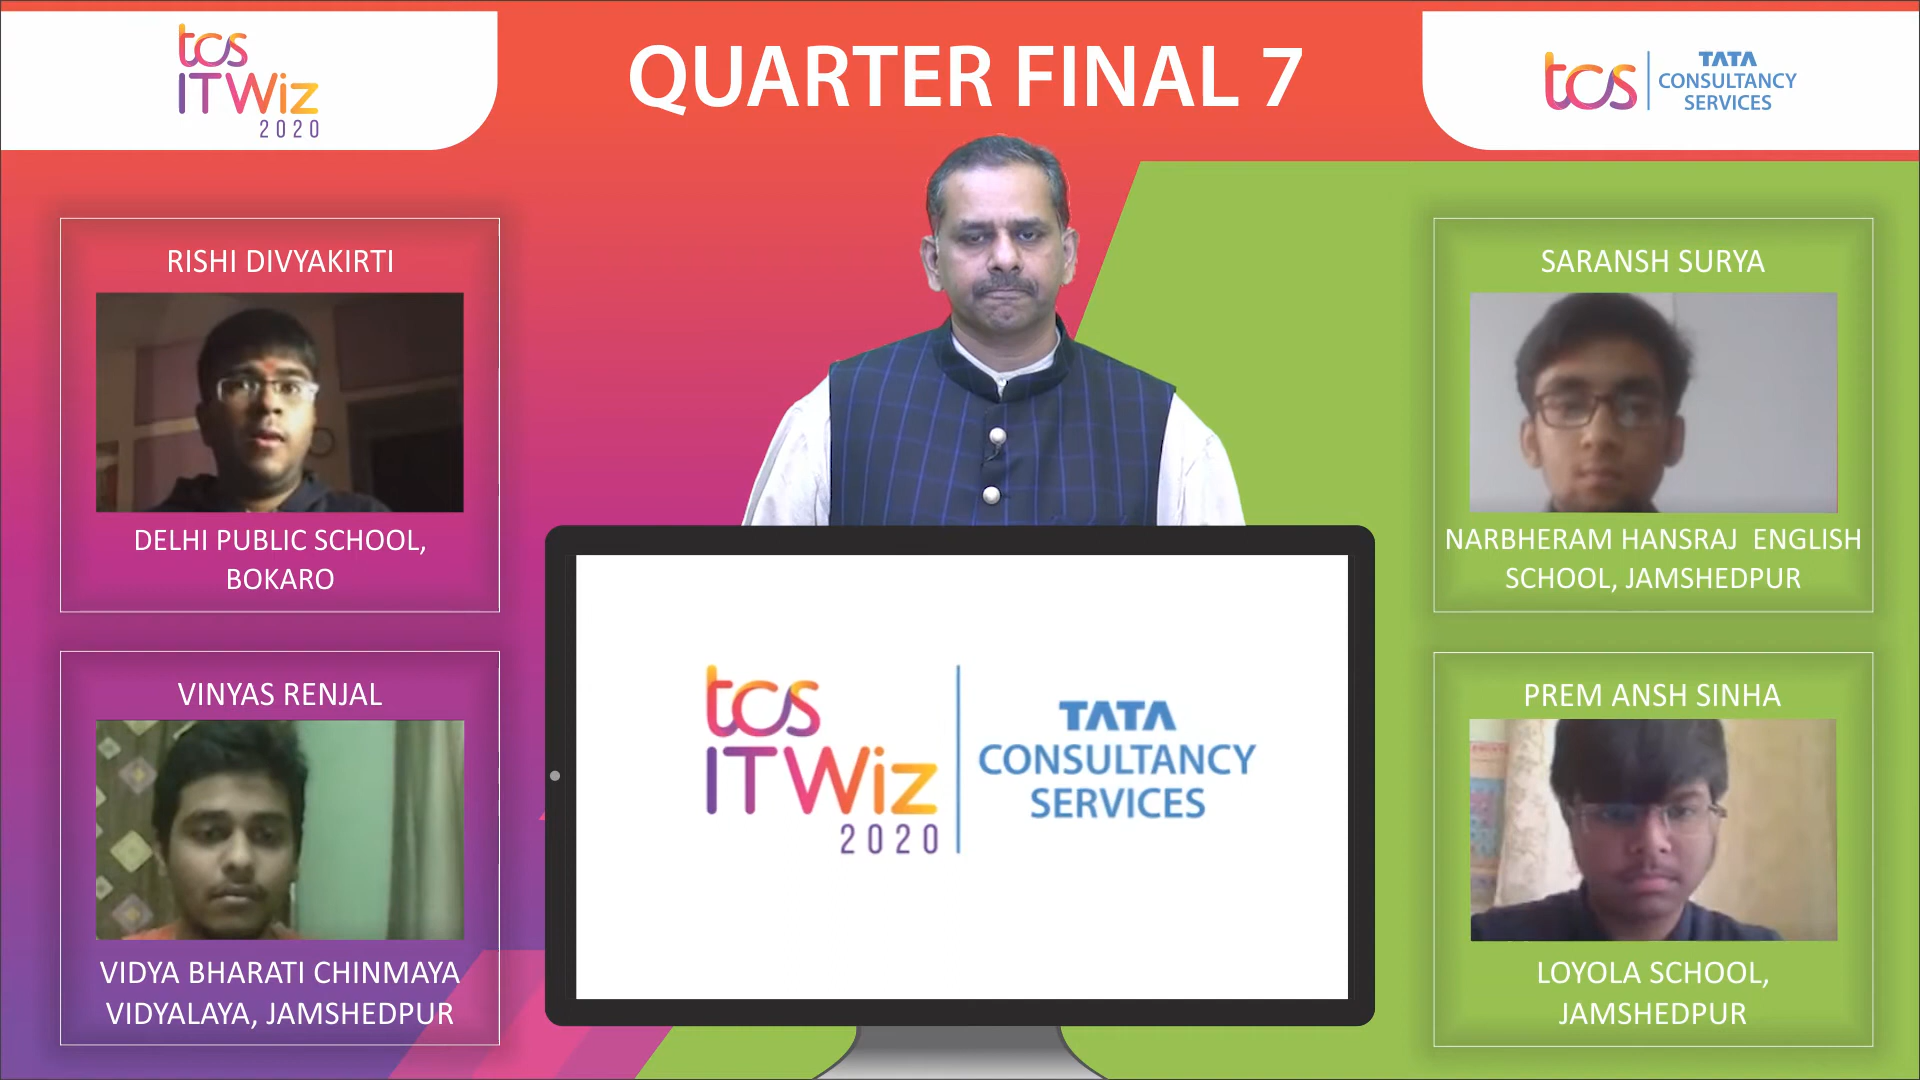 tcs
ITWiz
2020
QUARTER FINAL 7
tcs
TATA
CONSULTANCY
SERVICES
RISHI DIVYAKIRTI
DELHI PUBLIC SCHOOL,
BOKARO
SARANSH SURYA
NARBHERAM HANSRAJ  ENGLISH
SCHOOL, JAMSHEDPUR
VINYAS RENJAL
VIDYA BHARATI CHINMAYA
VIDYALAYA, JAMSHEDPUR
tcs
ITWiz
2020
TATA
CONSULTANCY
SERVICES
PREM ANSH SINHA
LOYOLA SCHOOL,
JAMSHEDPUR